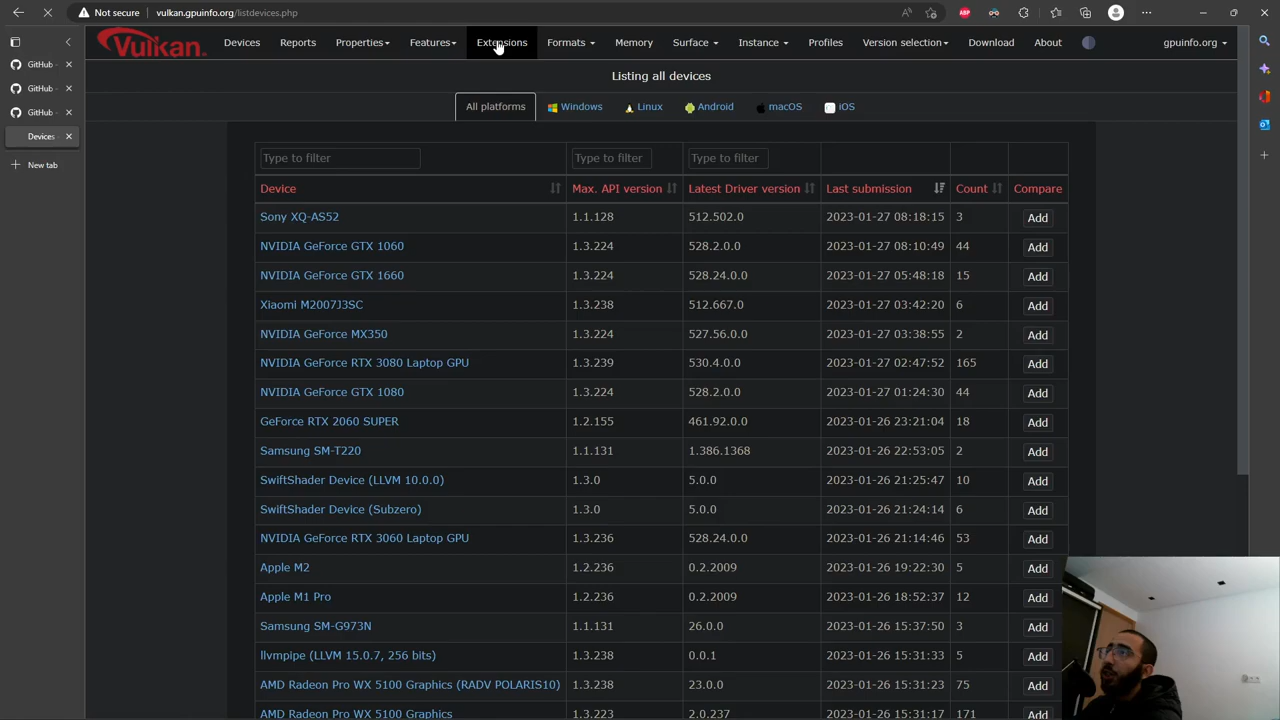 Not secure | vulkan.gpuinfo.org/listdevices.php
ABP
GitHub
GitHub
GitHub
Devices
New tab
Vulkan.
Devices Reports Properties Features Extensions Formats Memory Surface Instance Profiles Version selection Download About gpuinfo.org
Listing all devices
All platforms Windows Linux Android macOS iOS
Type to filter Type to filter Type to filter
Device Max. API version Latest Driver version Last submission Count Compare
Sony XQ-AS52 1.1.128 512.502.0 2023-01-27 08:18:15 3 Add
NVIDIA GeForce GTX 1060 1.3.224 528.2.0.0 2023-01-27 08:10:49 44 Add
NVIDIA GeForce GTX 1660 1.3.224 528.24.0.0 2023-01-27 05:48:18 15 Add
Xiaomi M2007J3SC 1.3.238 512.667.0 2023-01-27 03:42:20 6 Add
NVIDIA GeForce MX350 1.3.224 527.56.0.0 2023-01-27 03:38:55 2 Add
NVIDIA GeForce RTX 3080 Laptop GPU 1.3.239 530.4.0.0 2023-01-27 02:47:52 165 Add
NVIDIA GeForce GTX 1080 1.3.224 528.2.0.0 2023-01-27 01:24:30 44 Add
GeForce RTX 2060 SUPER 1.2.155 461.92.0.0 2023-01-26 23:21:04 18 Add
Samsung SM-T220 1.1.131 1.386.1368 2023-01-26 22:53:05 2 Add
SwiftShader Device (LLVM 10.0.0) 1.3.0 5.0.0 2023-01-26 21:25:47 10 Add
SwiftShader Device (Subzero) 1.3.0 5.0.0 2023-01-26 21:24:14 6 Add
NVIDIA GeForce RTX 3060 Laptop GPU 1.3.236 528.24.0.0 2023-01-26 21:14:46 53 Add
Apple M2 1.2.236 0.2.2009 2023-01-26 19:22:30 5 Add
Apple M1 Pro 1.2.236 0.2.2009 2023-01-26 18:52:37 12 Add
Samsung SM-G973N 1.1.131 26.0.0 2023-01-26 15:37:50 3 Add
llvmpipe (LLVM 15.0.7, 256 bits) 1.3.238 0.0.1 2023-01-26 15:31:33 5 Add
AMD Radeon Pro WX 5100 Graphics (RADV POLARIS10) 1.3.238 23.0.0 2023-01-26 15:31:23 75 Add
AMD Radeon Pro WX 5100 Graphics 1.3.223 2.0.237 2023-01-26 15:31:17 171 Add